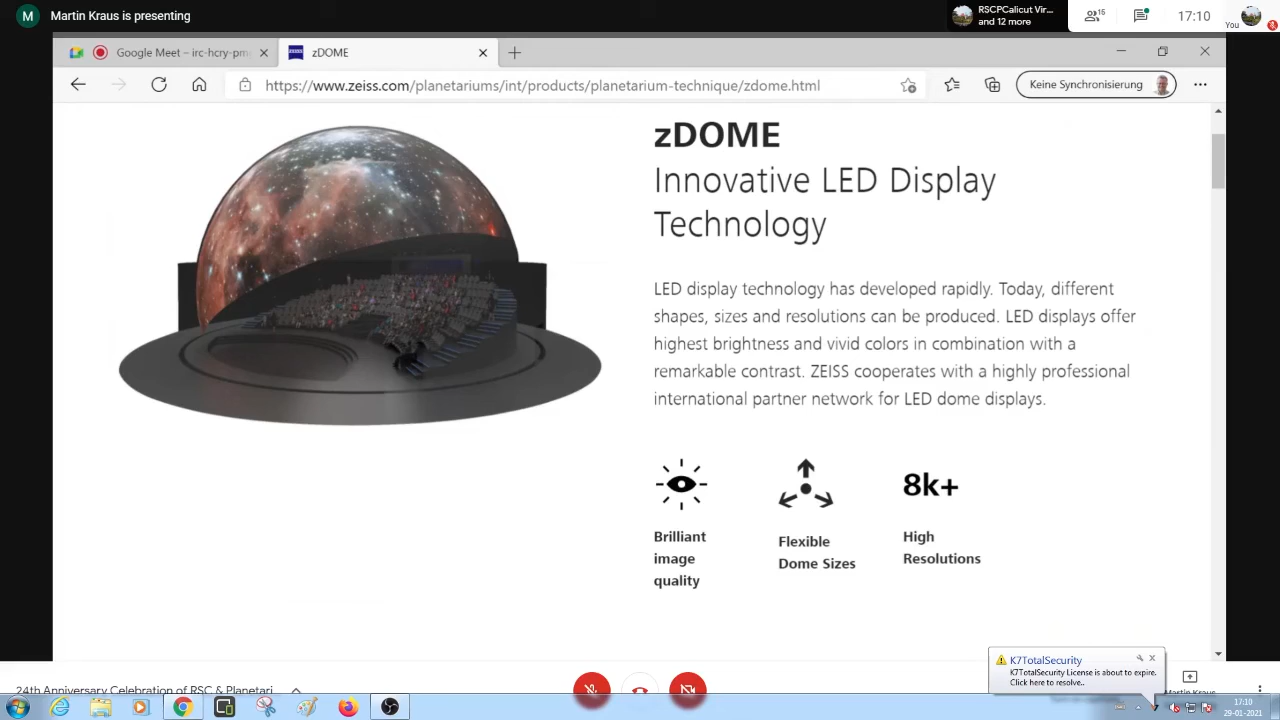 M Martin Kraus is presenting
RSCPCalicut Vir...
and 12 more
16
17:10
You
Google Meet – irc-hcry-pm
zDOME
https://www.zeiss.com/planetariums/int/products/planetarium-technique/zdome.html
Keine Synchronisierung
zDOME
Innovative LED Display
Technology
LED display technology has developed rapidly. Today, different
shapes, sizes and resolutions can be produced. LED displays offer
highest brightness and vivid colors in combination with a
remarkable contrast. ZEISS cooperates with a highly professional
international partner network for LED dome displays.
8k+
Brilliant
image
quality
Flexible
Dome Sizes
High
Resolutions
K7TotalSecurity
K7TotalSecurity License is about to expire.
Click here to resolve..
24th Anniversary Celebration of RSC & Planetari...
Martin Kraus
17:10
29-01-2021